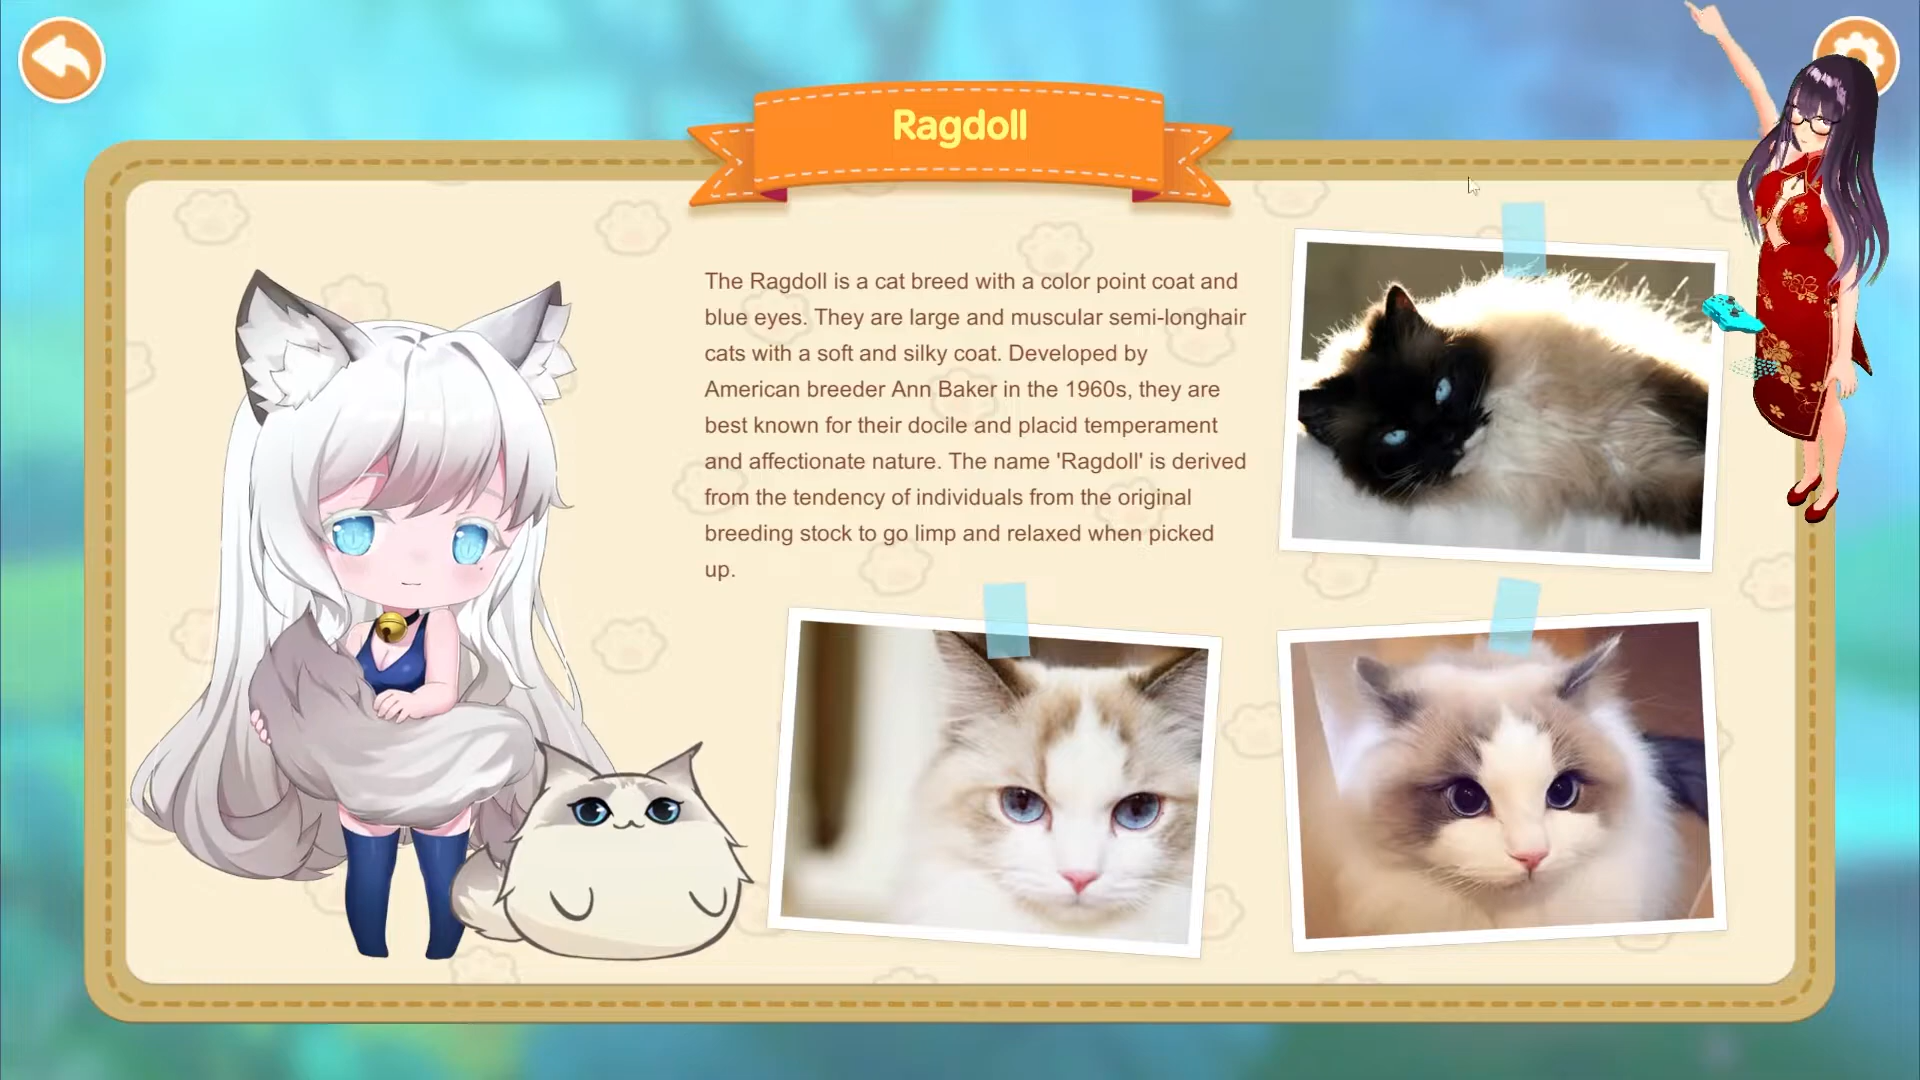 Ragdoll
The Ragdoll is a cat breed with a color point coat and
blue eyes. They are large and muscular semi-longhair
cats with a soft and silky coat. Developed by
American breeder Ann Baker in the 1960s, they are
best known for their docile and placid temperament
and affectionate nature. The name 'Ragdoll' is derived
from the tendency of individuals from the original
breeding stock to go limp and relaxed when picked
up.